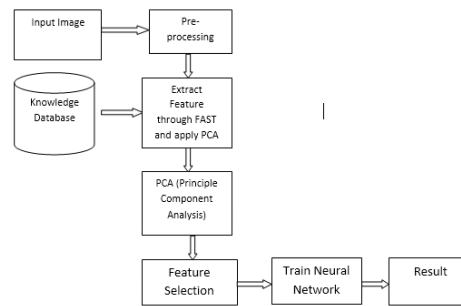 Input Image
Pre-
processing
Knowledge
Database
Extract
Feature
through FAST
and apply PCA
PCA (Principle
Component
Analysis)
Feature
Selection
Train Neural
Network
Result